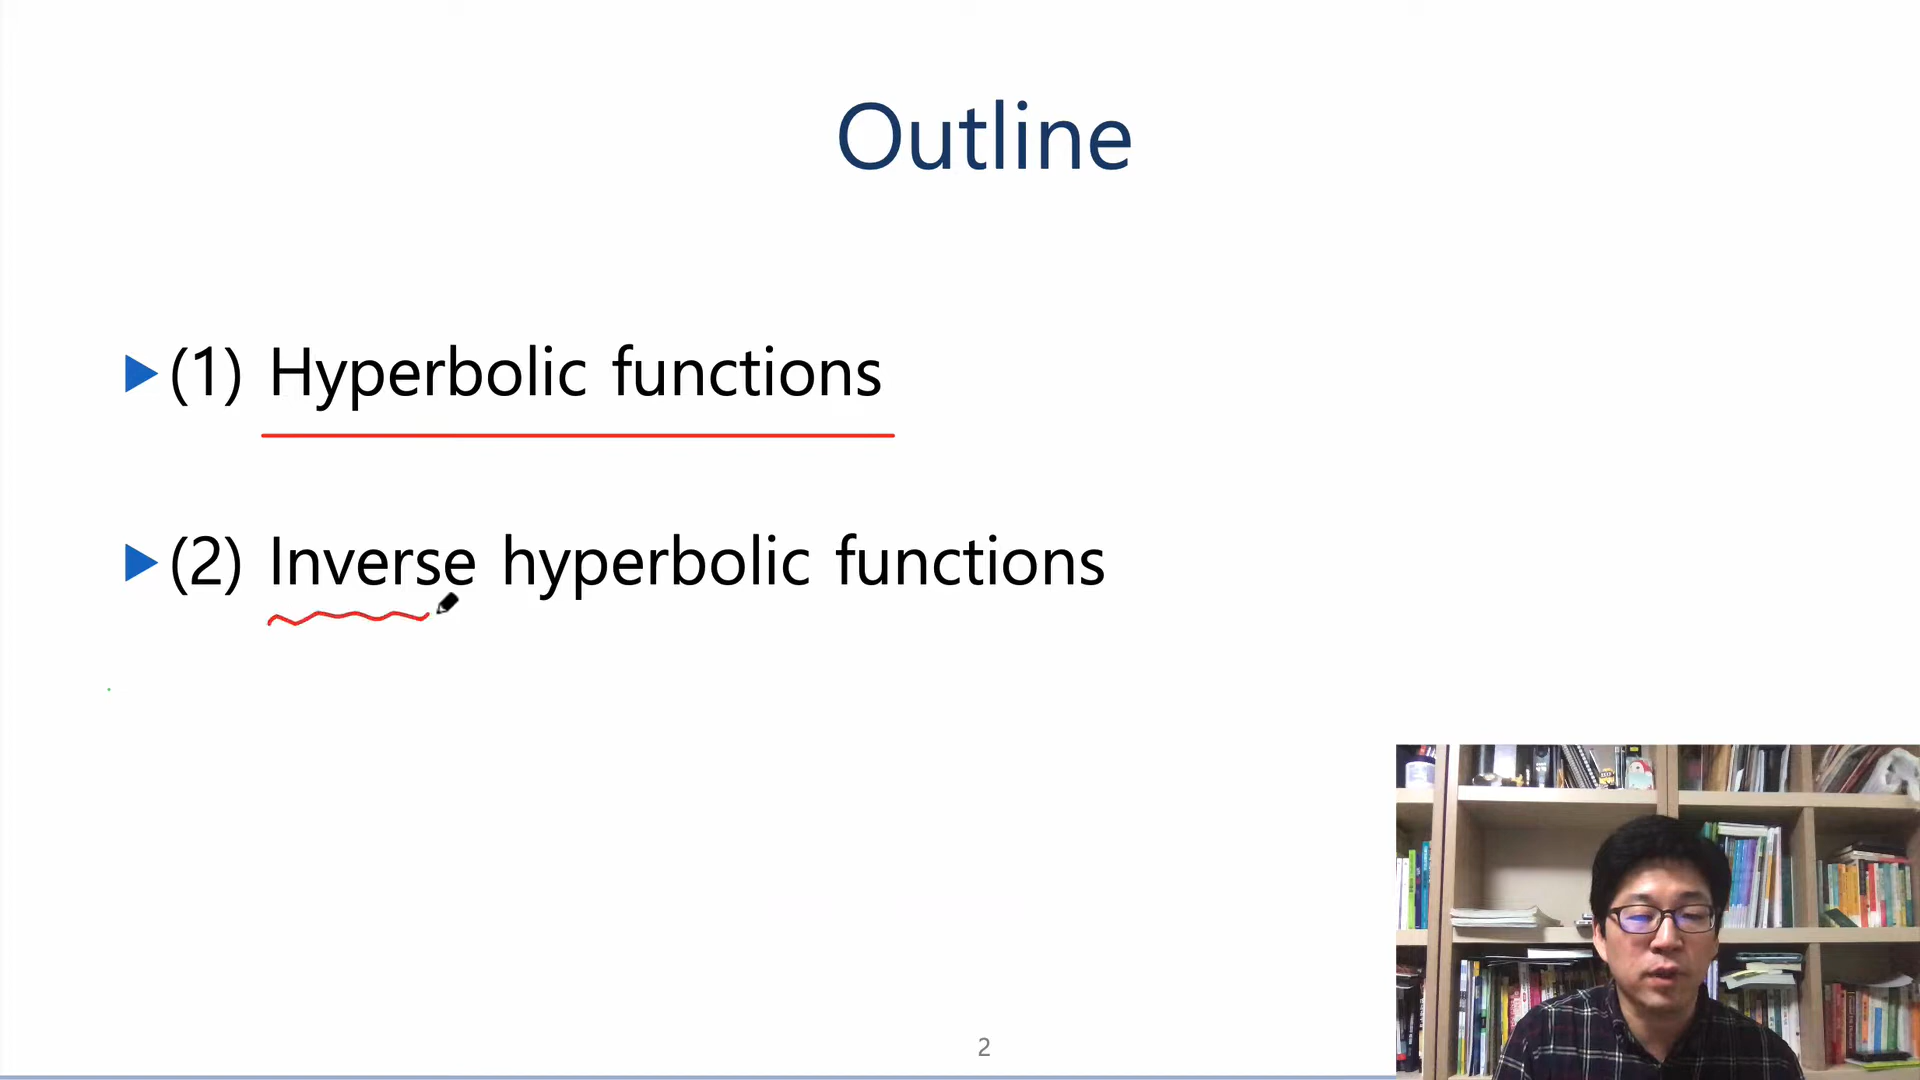 Outline
(1) Hyperbolic functions
(2) Inverse hyperbolic functions
2